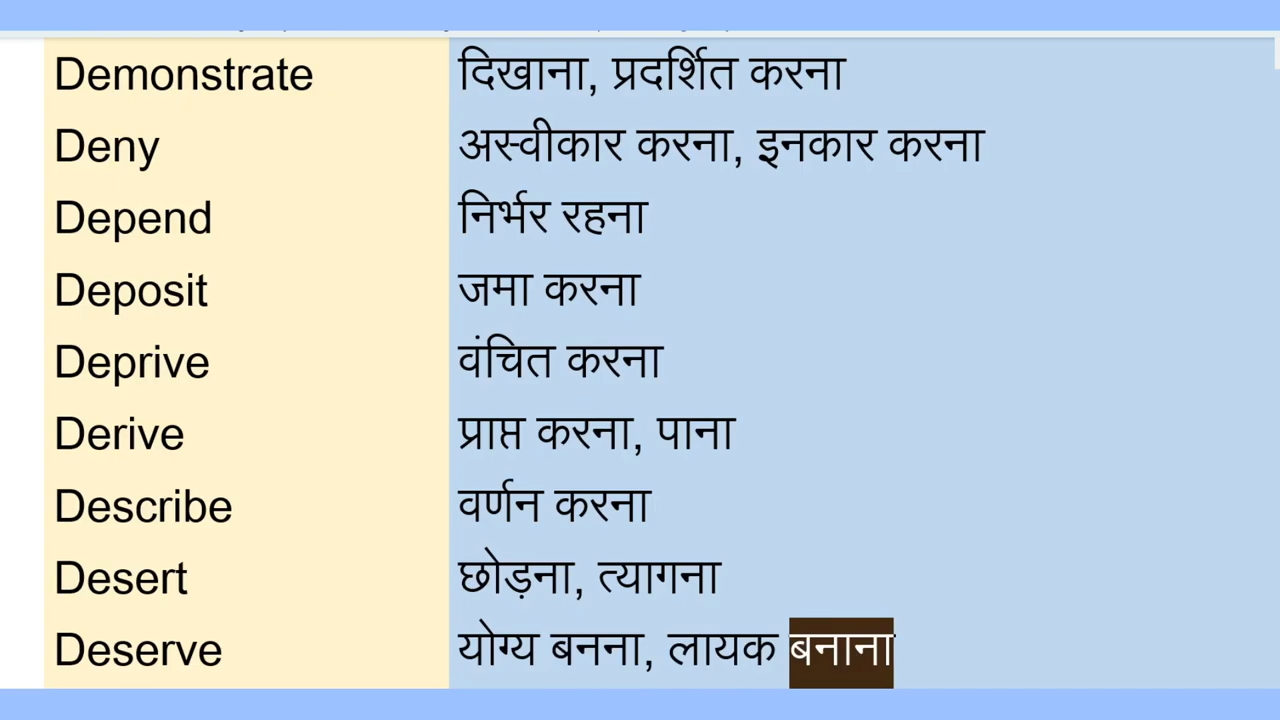 Demonstrate दिखाना, प्रदर्शित करना
Deny अस्वीकार करना, इनकार करना
Depend निर्भर रहना
Deposit जमा करना
Deprive वंचित करना
Derive प्राप्त करना, पाना
Describe वर्णन करना
Desert छोड़ना, त्यागना
Deserve योग्य बनना, लायक बनाना